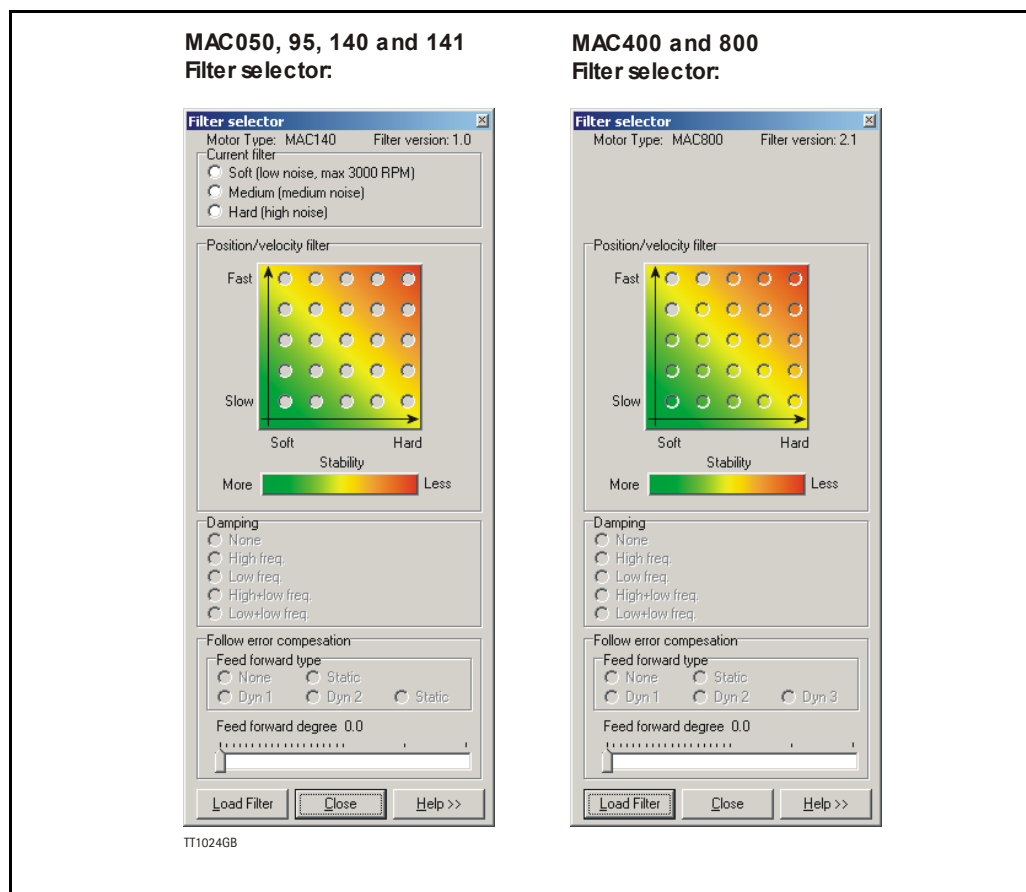 MAC050, 95, 140 and 141
Filter selector:
Filter selector
Motor Type: MAC140 Filter version: 1.0
Current filter
Soft (low noise, max 3000 RPM)
Medium (medium noise)
Hard (high noise)
Position/velocity filter
Fast
Slow
Soft Hard
Stability
More Less
Damping
None
High freq.
Low freq.
High+low freq.
Low+low freq.
Follow error compesation
Feed forward type
None Static
Dyn 1 Dyn 2 Static
Feed forward degree 0.0
Load Filter Close Help >>
TT1024GB
MAC400 and 800
Filter selector:
Filter selector
Motor Type: MAC800 Filter version: 2.1
Position/velocity filter
Fast
Slow
Soft Hard
Stability
More Less
Damping
None
High freq.
Low freq.
High+low freq.
Low+low freq.
Follow error compesation
Feed forward type
None Static
Dyn 1 Dyn 2 Dyn 3
Feed forward degree 0.0
Load Filter Close Help >>